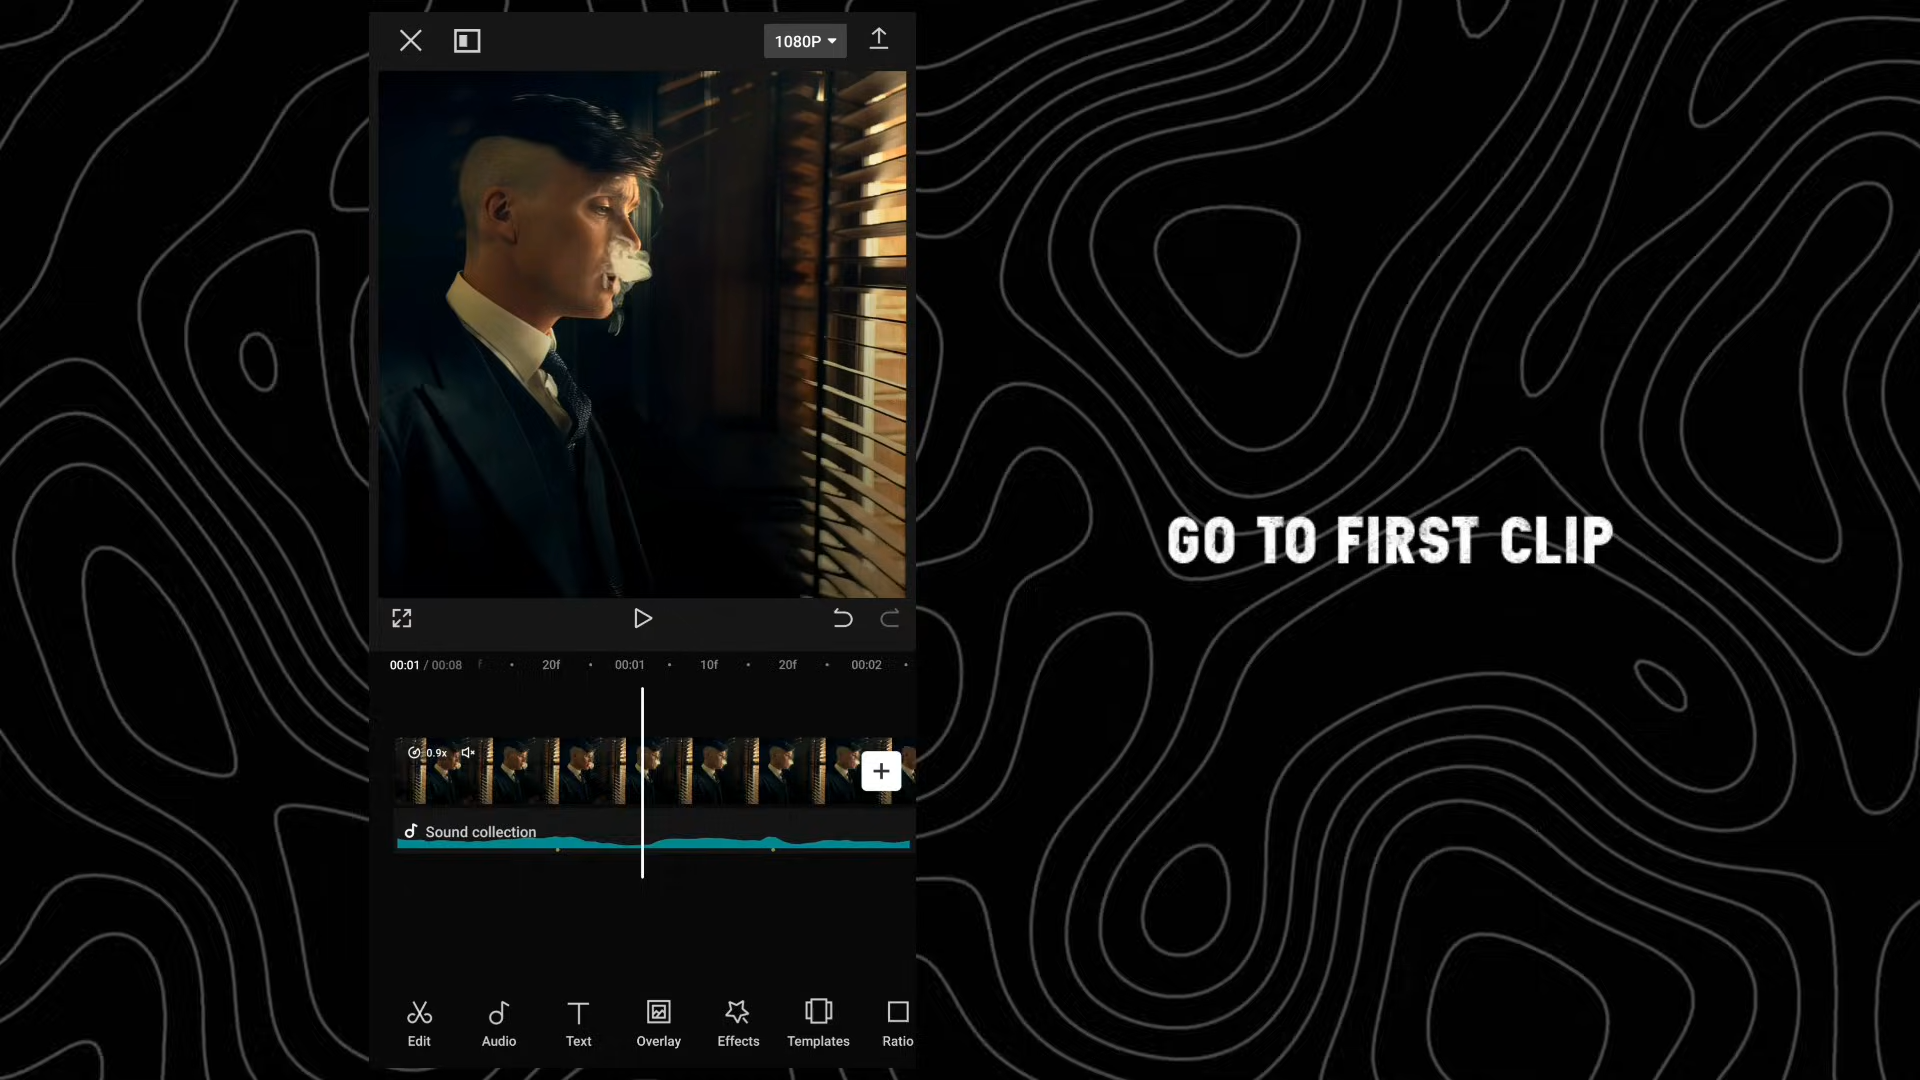 1080P
GO TO FIRST CLIP
00:01 / 00:08 f 20f 00:01 10f 20f 00:02
0.9x
Sound collection
Edit Audio Text Overlay Effects Templates Ratio